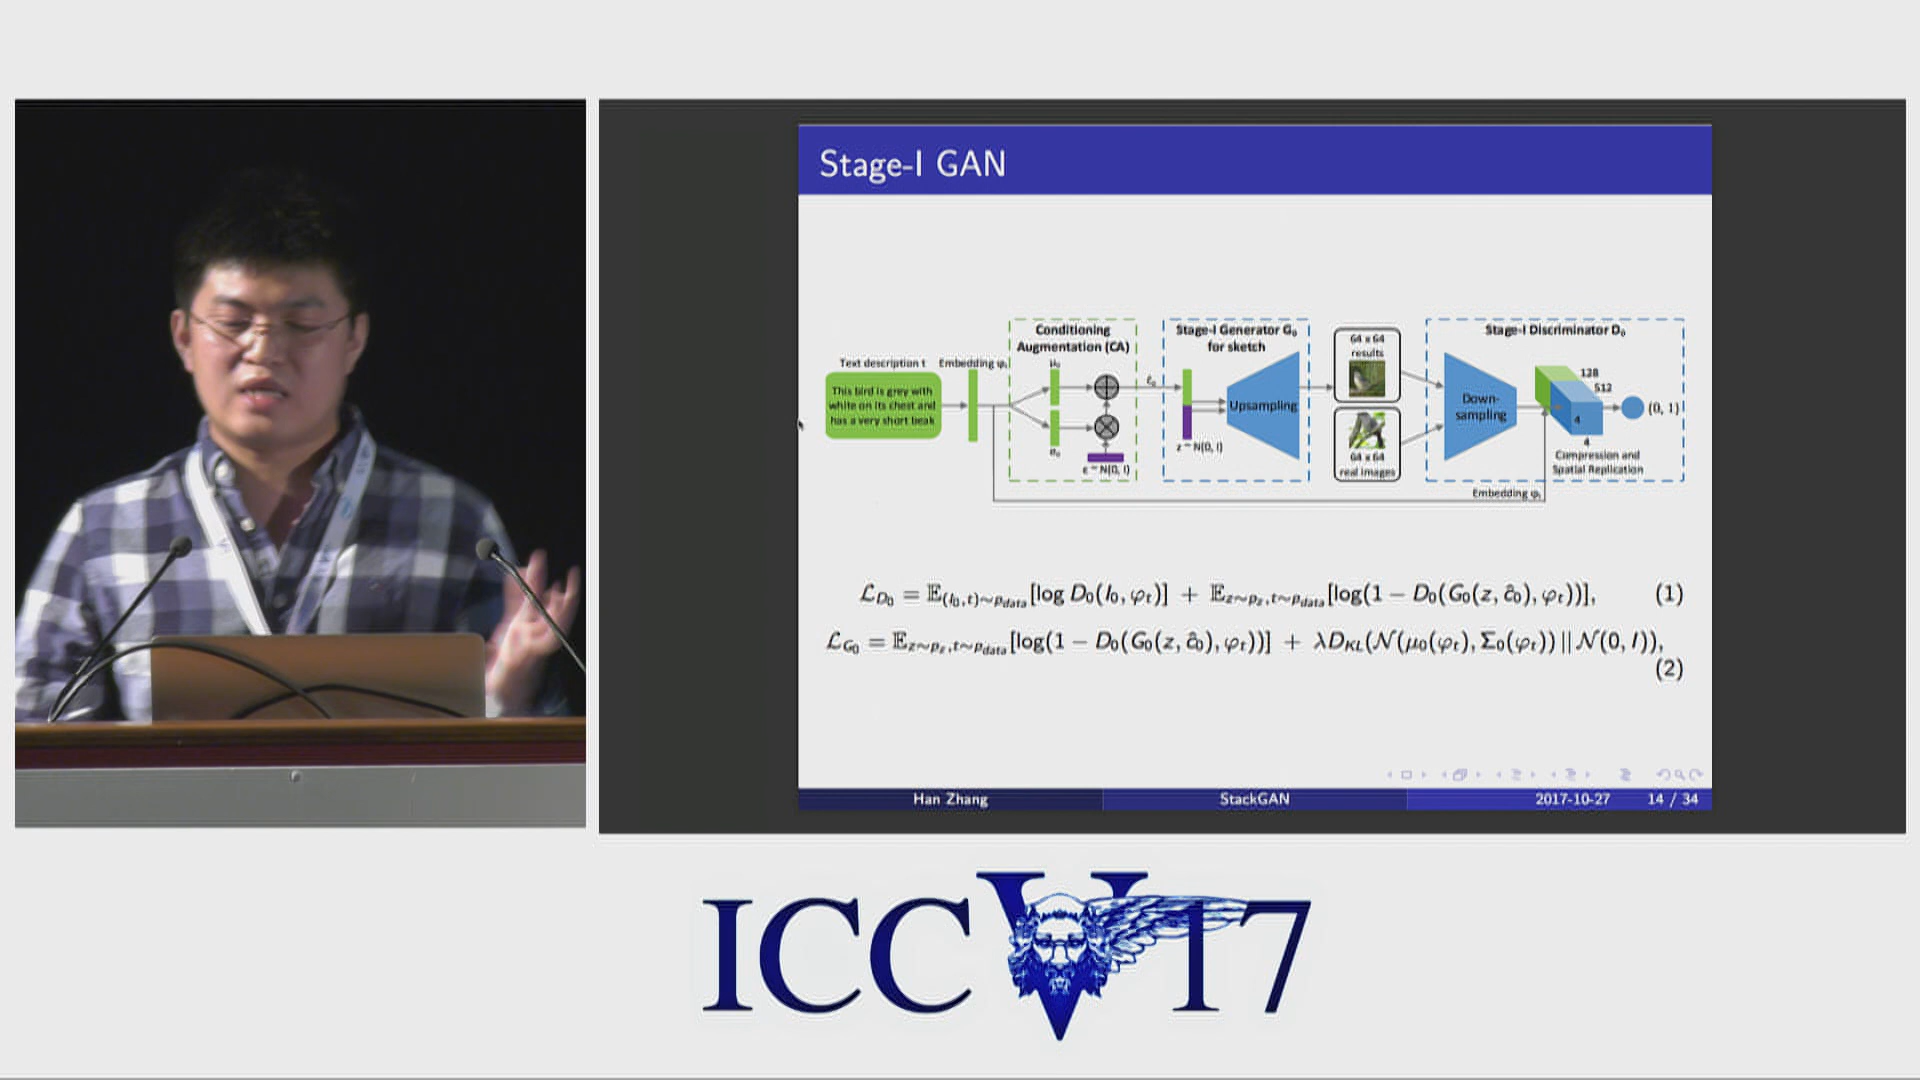 Stage-I GAN
Text description t
This bird is grey with
white on its chest and
has a very short beak
Embedding φt
Conditioning
Augmentation (CA)
μ0
σ0
ε ~ N(0, I)
ĉ0
Stage-I Generator G0
for sketch
z ~ N(0, I)
Upsampling
64 x 64
results
64 x 64
real images
Stage-I Discriminator D0
Down-
sampling
128
512
4
4
{0, 1}
Compression and
Spatial Replication
Embedding φt
ℒD0 = 𝔼(I0,t)∼pdata[log D0(I0, φt)] + 𝔼z∼pz,t∼pdata[log(1 − D0(G0(z, ĉ0), φt))], (1)
ℒG0 = 𝔼z∼pz,t∼pdata[log(1 − D0(G0(z, ĉ0), φt))] + λDKL(𝒩(μ0(φt), Σ0(φt)) || 𝒩(0, I)),
(2)
Han Zhang StackGAN 2017-10-27 14 / 34
ICCV17